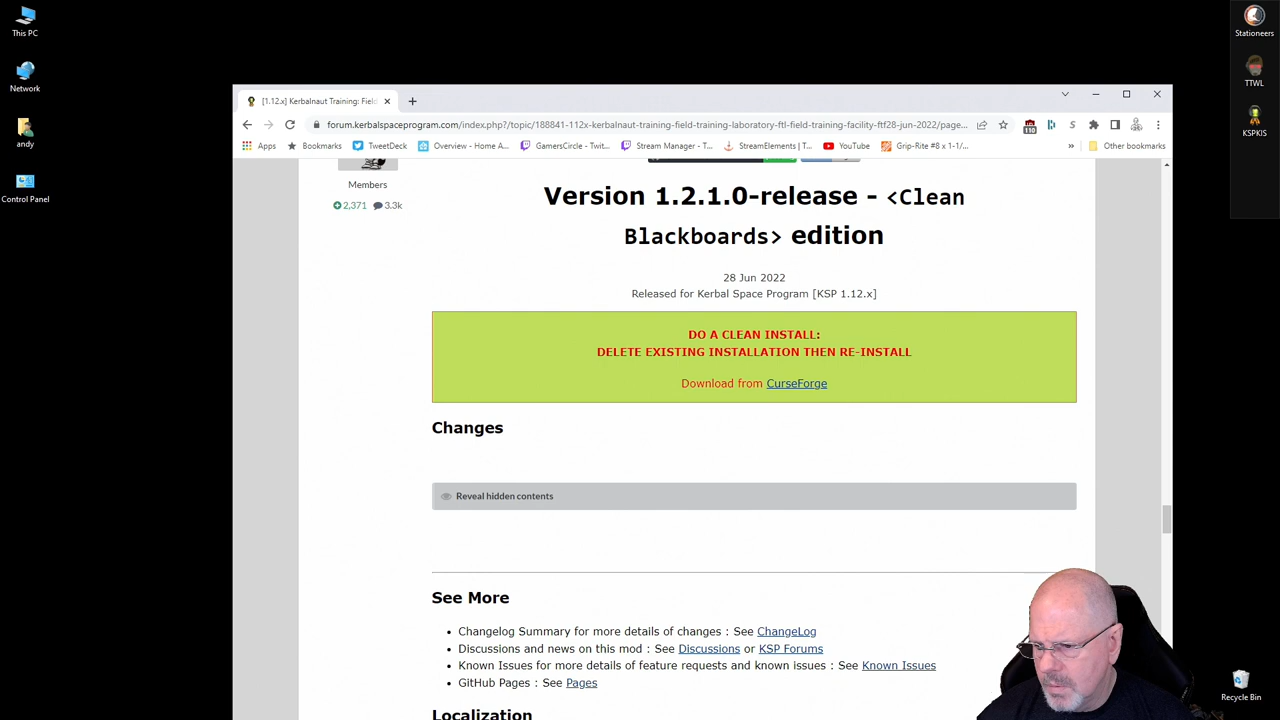 This PC
Network
andy
Control Panel
Stationeers
TTWL
KSPKIS
Recycle Bin
[1.12.x] Kerbalnaut Training: Field
forum.kerbalspaceprogram.com/index.php?/topic/188841-112x-kerbalnaut-training-field-training-laboratory-ftl-field-training-facility-ftf28-jun-2022/page...
110
Apps Bookmarks TweetDeck Overview - Home A... GamersCircle - Twit... Stream Manager - T... StreamElements | T... YouTube Grip-Rite #8 x 1-1/... » Other bookmarks
Members
2,371 3.3k
Version 1.2.1.0-release - <Clean
Blackboards> edition
28 Jun 2022
Released for Kerbal Space Program [KSP 1.12.x]
DO A CLEAN INSTALL:
DELETE EXISTING INSTALLATION THEN RE-INSTALL
Download from CurseForge
Changes
Reveal hidden contents
See More
• Changelog Summary for more details of changes : See ChangeLog
• Discussions and news on this mod : See Discussions or KSP Forums
• Known Issues for more details of feature requests and known issues : See Known Issues
• GitHub Pages : See Pages
Localization